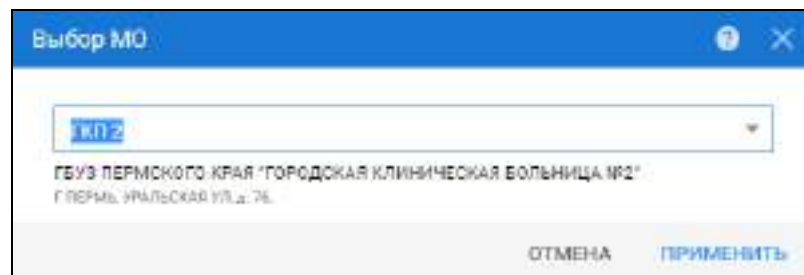 Выбор МО
ГКП 2
ГБУЗ ПЕРМСКОГО КРАЯ "ГОРОДСКАЯ КЛИНИЧЕСКАЯ БОЛЬНИЦА №2"
Г ПЕРМЬ, УРАЛЬСКАЯ УЛ, д. 76,
ОТМЕНА ПРИМЕНИТЬ